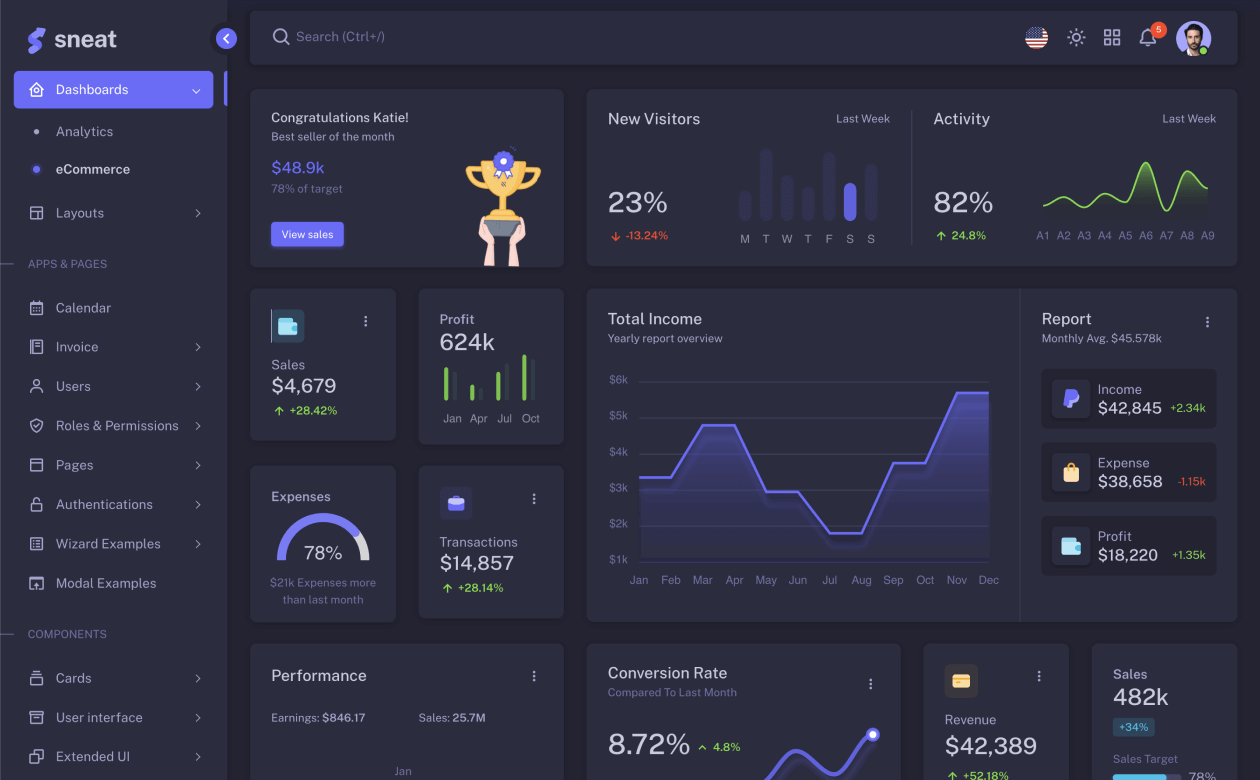 sneat
Dashboards
Analytics
eCommerce
Layouts
APPS & PAGES
Calendar
Invoice
Users
Roles & Permissions
Pages
Authentications
Wizard Examples
Modal Examples
COMPONENTS
Cards
User interface
Extended UI
Search (Ctrl+/)
5
Congratulations Katie!
Best seller of the month
$48.9k
78% of target
View sales
New Visitors
Last Week
23%
-13.24%
M T W T F S S
Activity
Last Week
82%
24.8%
A1 A2 A3 A4 A5 A6 A7 A8 A9
Sales
$4,679
+28.42%
Profit
624k
Jan Apr Jul Oct
Expenses
78%
$21k Expenses more
than last month
Transactions
$14,857
+28.14%
Total Income
Yearly report overview
$6k
$5k
$4k
$3k
$2k
$1k
Jan Feb Mar Apr May Jun Jul Aug Sep Oct Nov Dec
Report
Monthly Avg. $45.578k
Income
$42,845 +2.34k
Expense
$38,658 -1.15k
Profit
$18,220 +1.35k
Performance
Earnings: $846.17
Sales: 25.7M
Jan
Conversion Rate
Compared To Last Month
8.72% 4.8%
Revenue
$42,389
+52.18%
Sales
482k
+34%
Sales Target
78%